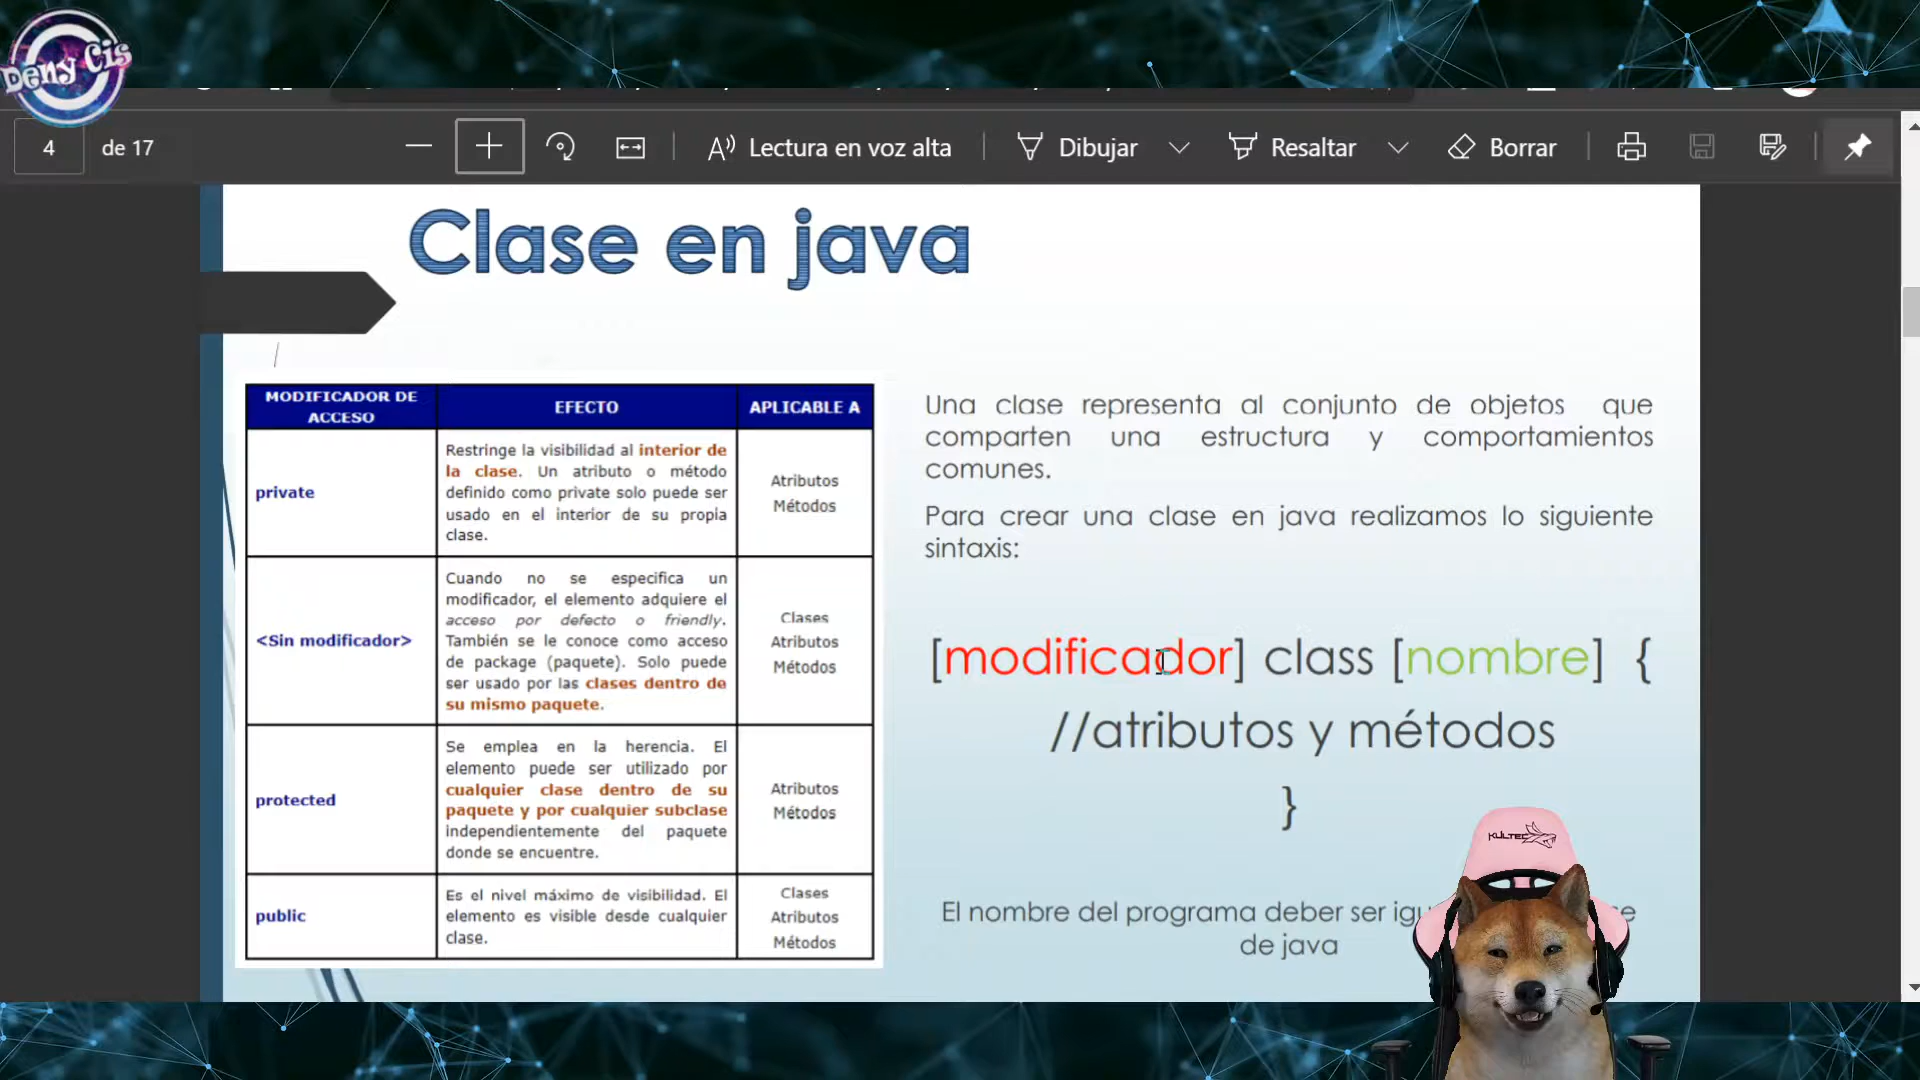 Deny Cis
4 de 17 Lectura en voz alta Dibujar Resaltar Borrar
Clase en java
MODIFICADOR DE
ACCESO
EFECTO
APLICABLE A
private
Restringe la visibilidad al interior de
la clase. Un atributo o método
definido como private solo puede ser
usado en el interior de su propia
clase.
Atributos
Métodos
<Sin modificador>
Cuando no se especifica un
modificador, el elemento adquiere el
acceso por defecto o friendly.
También se le conoce como acceso
de package (paquete). Solo puede
ser usado por las clases dentro de
su mismo paquete.
Clases
Atributos
Métodos
protected
Se emplea en la herencia. El
elemento puede ser utilizado por
cualquier clase dentro de su
paquete y por cualquier subclase
independientemente del paquete
donde se encuentre.
Atributos
Métodos
public
Es el nivel máximo de visibilidad. El
elemento es visible desde cualquier
clase.
Clases
Atributos
Métodos
Una clase representa al conjunto de objetos que
comparten una estructura y comportamientos
comunes.
Para crear una clase en java realizamos lo siguiente
sintaxis:
[modificador] class [nombre] {
//atributos y métodos
}
El nombre del programa deber ser
de java
KULTEC